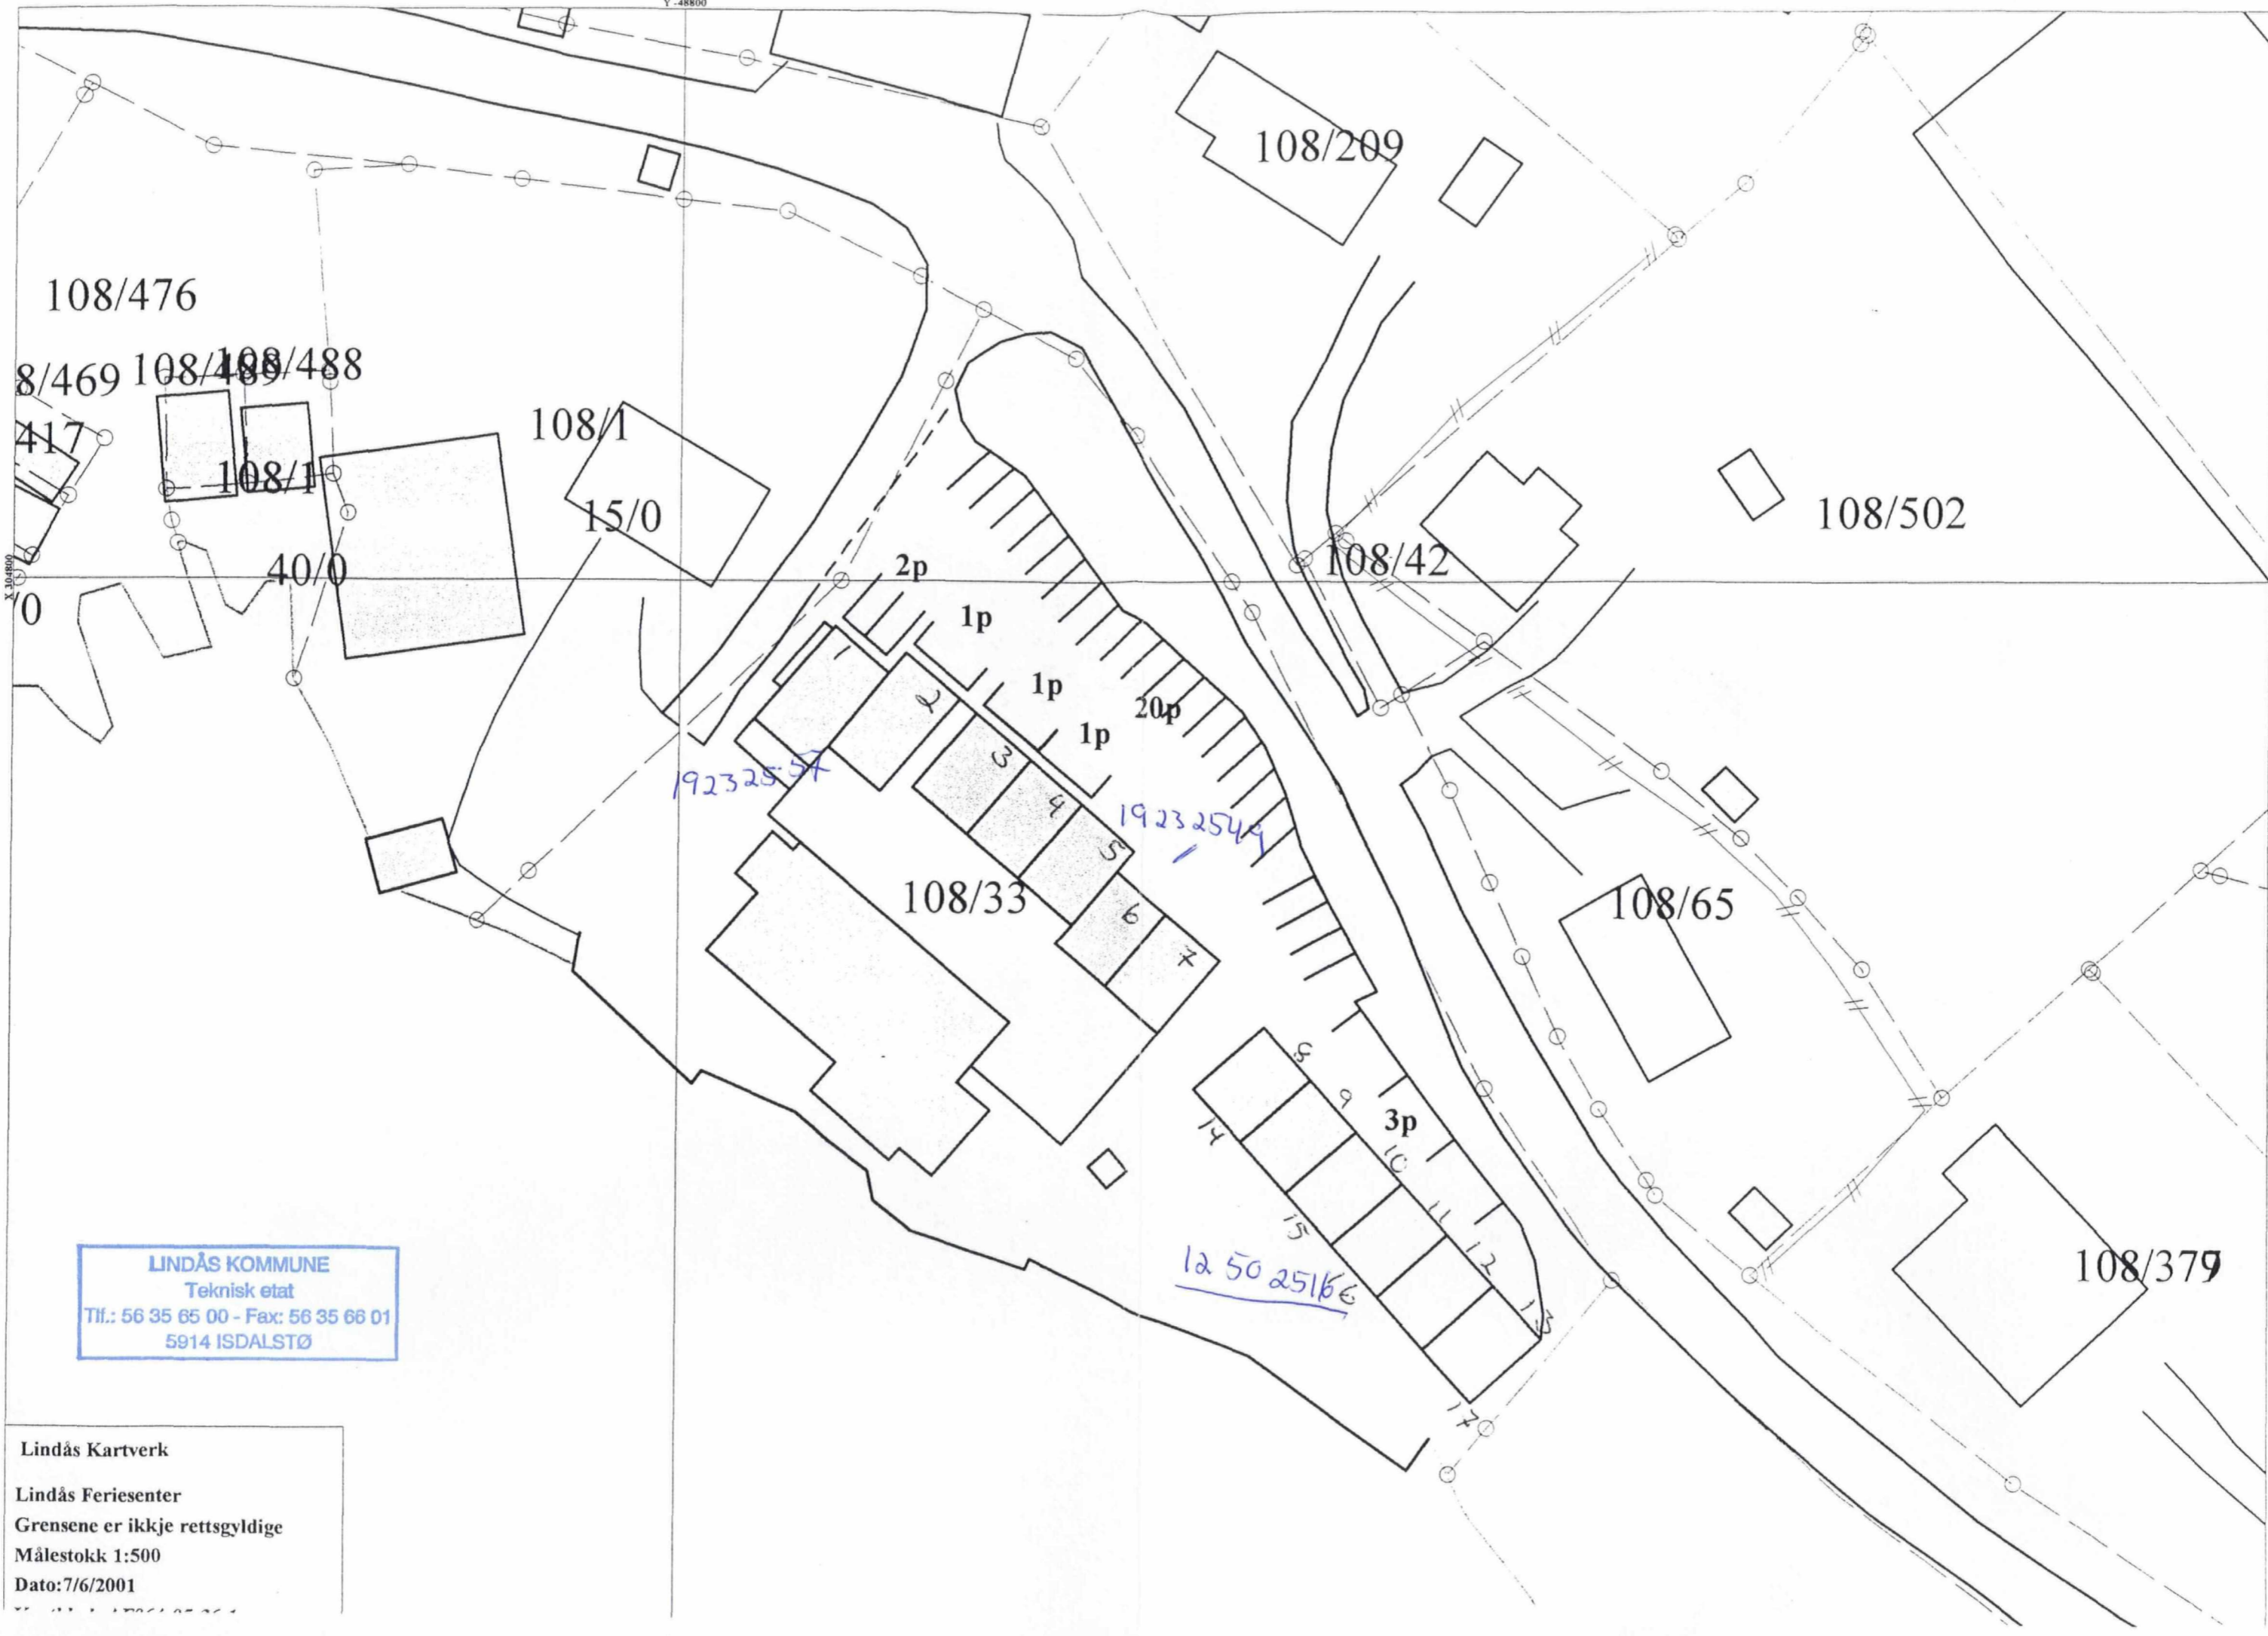 Y -48800
108/209
108/476
8/469
108/489
108/488
417
108/1
108/1
15/0
108/502
X 304800
40/0
108/42
/0
2p
1p
1p
20p
1p
1
2
3
4
5
6
7
19232557
19232549
108/33
108/65
8
9
3p
10
14
11
15
12
12 50 251
13
108/379
17
LINDÅS KOMMUNE
Teknisk etat
Tlf.: 56 35 65 00 - Fax: 56 35 66 01
5914 ISDALSTØ
Lindås Kartverk
Lindås Feriesenter
Grensene er ikkje rettsgyldige
Målestokk 1:500
Dato:7/6/2001